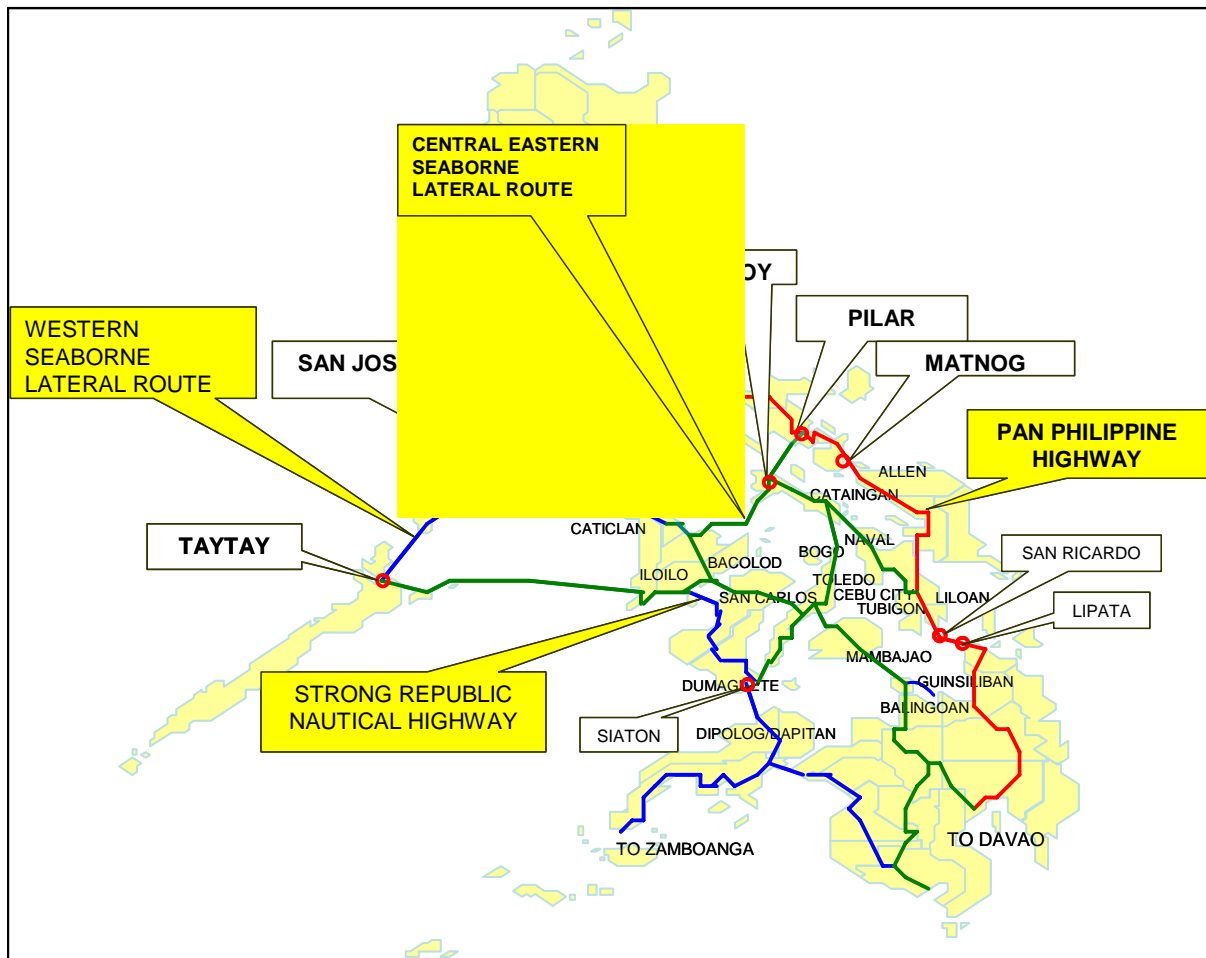 CENTRAL EASTERN
SEABORNE
LATERAL ROUTE
OY
PILAR
WESTERN
SEABORNE
LATERAL ROUTE
SAN JOS
MATNOG
PAN PHILIPPINE
HIGHWAY
ALLEN
CATAINGAN
CATICLAN
NAVAL
BOGO
TAYTAY
SAN RICARDO
BACOLOD
ILOILO
TOLEDO
CEBU CIT
SAN CARLOS
LILOAN
TUBIGON
LIPATA
MAMBAJAO
GUINSILIBAN
DUMAGUETE
STRONG REPUBLIC
NAUTICAL HIGHWAY
BALINGOAN
SIATON
DIPOLOG/DAPITAN
TO ZAMBOANGA
TO DAVAO